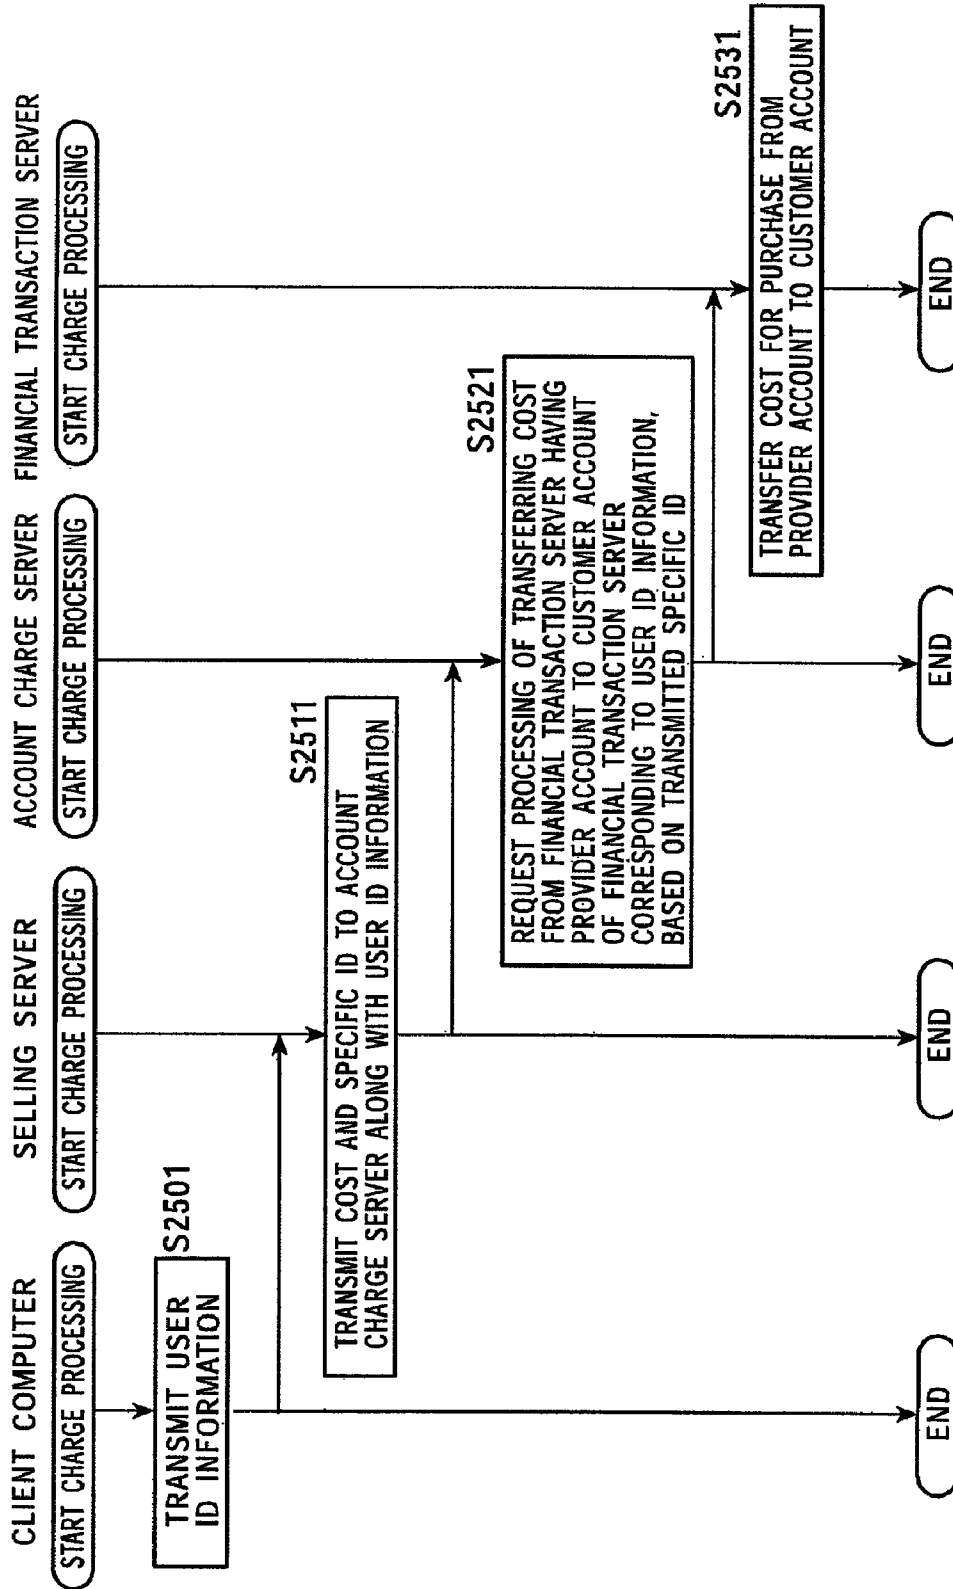 CLIENT COMPUTER
SELLING SERVER
ACCOUNT CHARGE SERVER
FINANCIAL TRANSACTION SERVER
START CHARGE PROCESSING
START CHARGE PROCESSING
START CHARGE PROCESSING
START CHARGE PROCESSING
S2501
TRANSMIT USER
ID INFORMATION
S2511
TRANSMIT COST AND SPECIFIC ID TO ACCOUNT
CHARGE SERVER ALONG WITH USER ID INFORMATION
S2521
REQUEST PROCESSING OF TRANSFERRING COST
FROM FINANCIAL TRANSACTION SERVER HAVING
PROVIDER ACCOUNT TO CUSTOMER ACCOUNT
OF FINANCIAL TRANSACTION SERVER
CORRESPONDING TO USER ID INFORMATION,
BASED ON TRANSMITTED SPECIFIC ID
S2531
TRANSFER COST FOR PURCHASE FROM
PROVIDER ACCOUNT TO CUSTOMER ACCOUNT
END
END
END
END